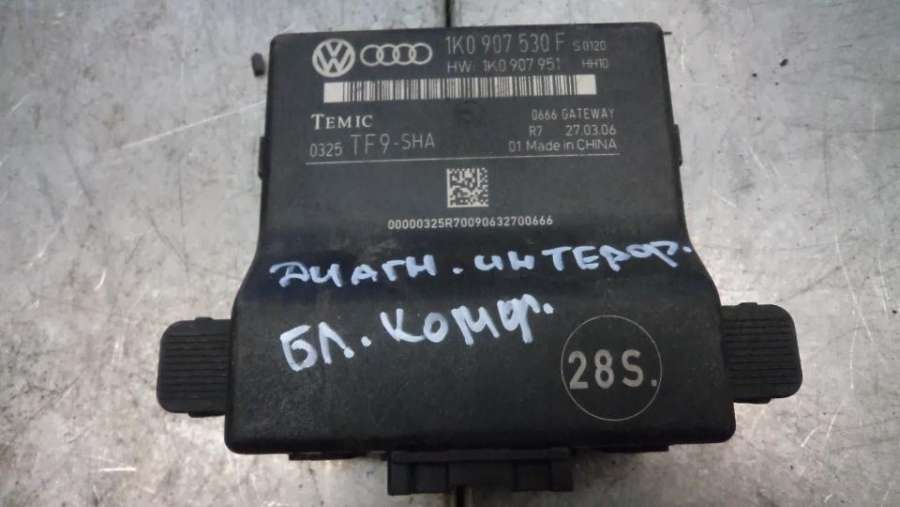 1K0 907 530 F S 0120
HW: 1K0 907 951 HH10
TEMIC 0666 GATEWAY
R7 27.03.06
0325 TF9-SHA 01 Made in CHINA
00000325R70090632700666
диагн. интерф.
Бл. комф.
28S.